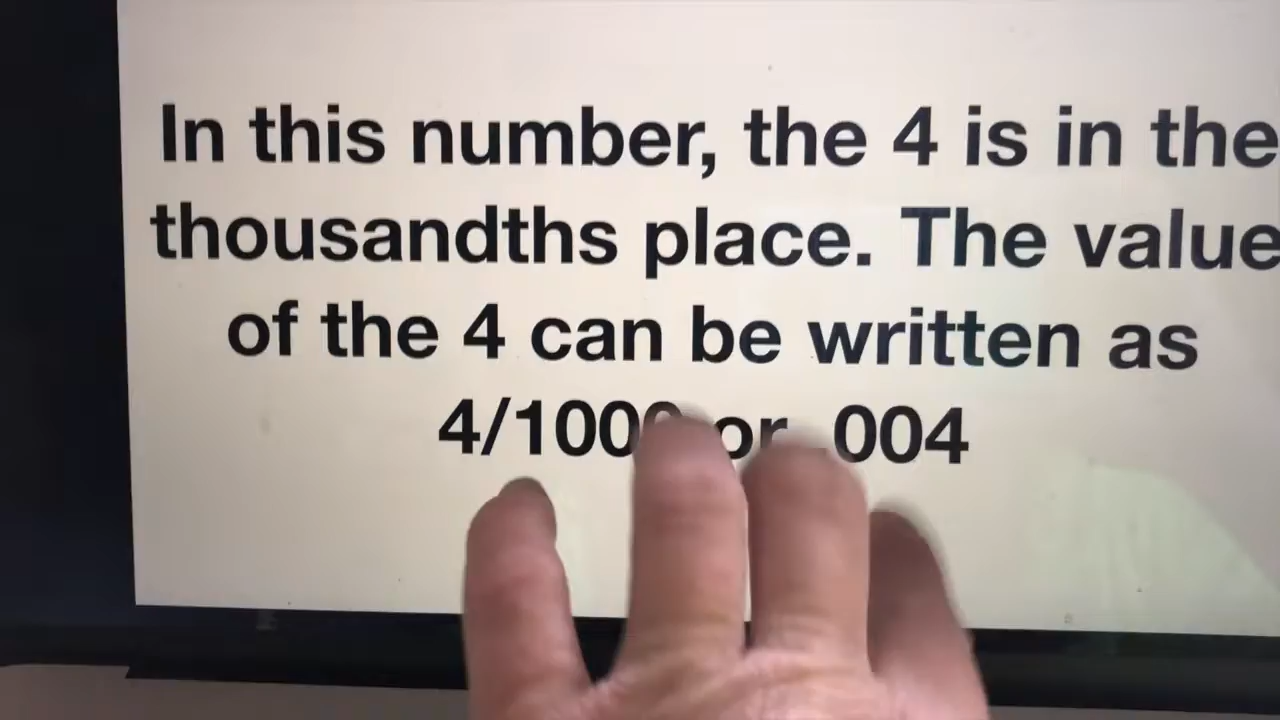 In this number, the 4 is in the
thousandths place. The value
of the 4 can be written as
4/1000 or .004